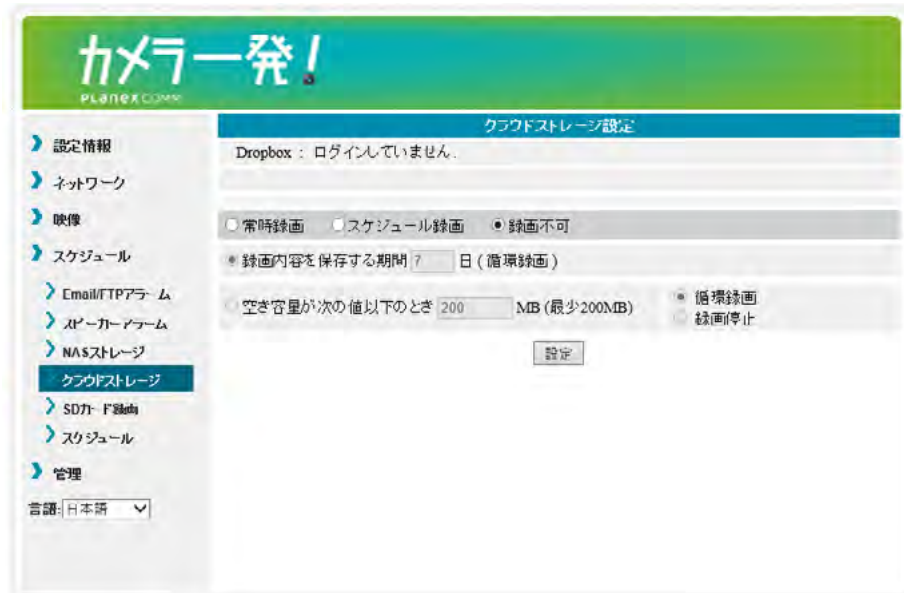 カメラ一発!
PLANEX COMM
クラウドストレージ設定
設定情報
Dropbox : ログインしていません.
ネットワーク
映像
常時録画 スケジュール録画 録画不可
スケジュール
録画内容を保存する期間 7 日 ( 循環録画 )
Email/FTPアラーム
空き容量が次の値以下のとき 200 MB (最少200MB)
循環録画
録画停止
スピーカーアラーム
NASストレージ
設定
クラウドストレージ
SDカード録画
スケジュール
管理
言語: 日本語